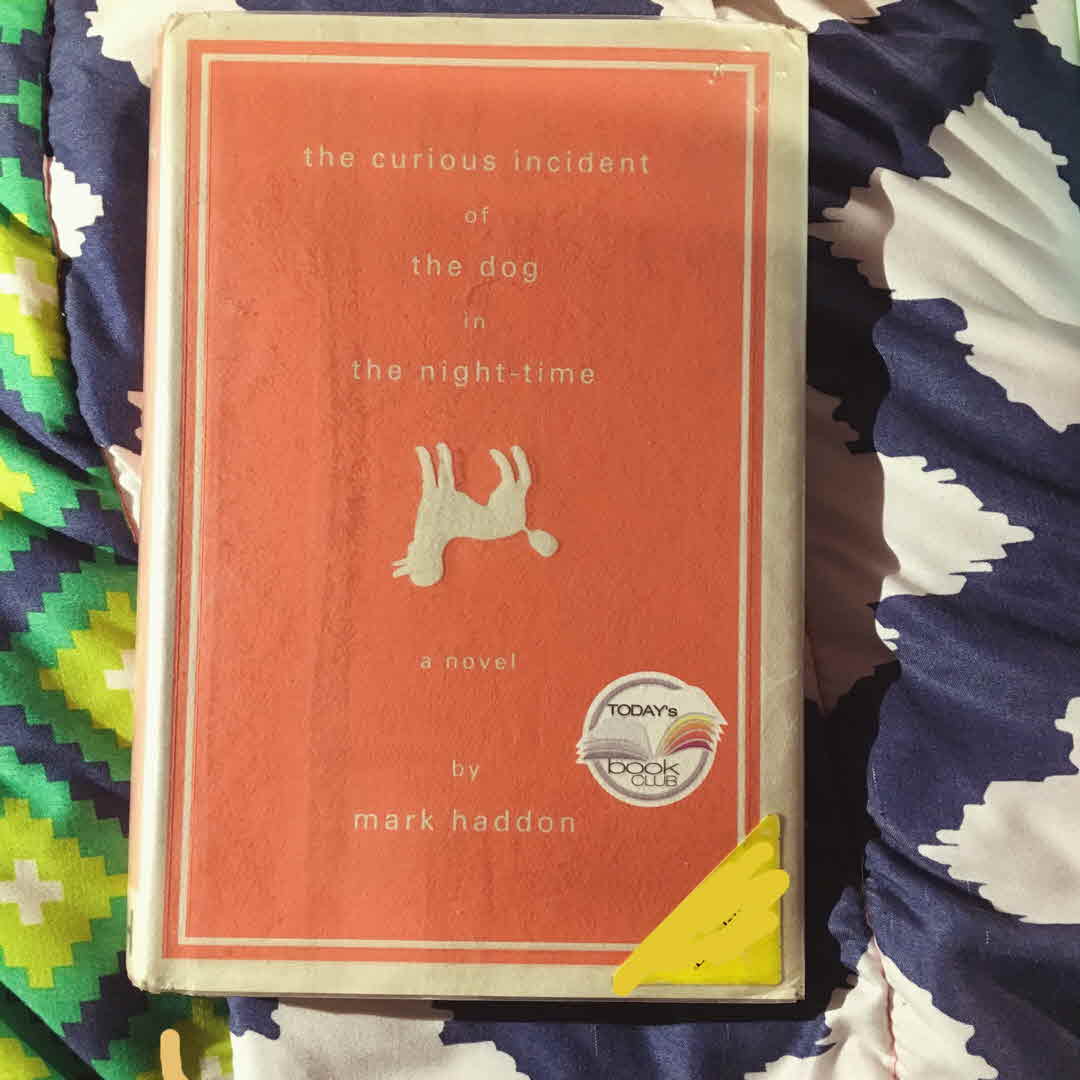 the curious incident
of
the dog
in
the night-time
a novel
TODAY's
book
CLUB
by
mark haddon